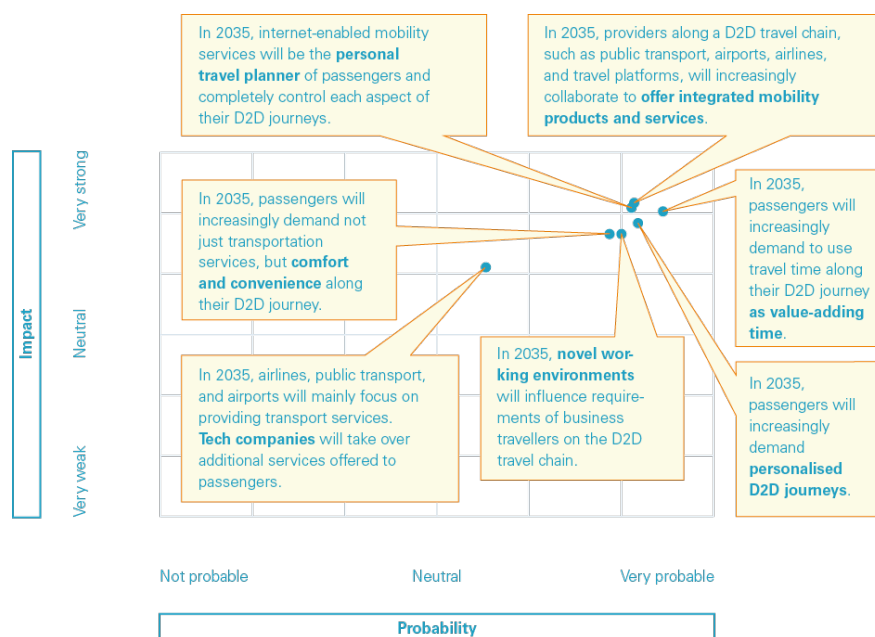 In 2035, internet-enabled mobility
services will be the personal
travel planner of passengers and
completely control each aspect of
their D2D journeys.
In 2035, providers along a D2D travel chain,
such as public transport, airports, airlines,
and travel platforms, will increasingly
collaborate to offer integrated mobility
products and services.
Impact
Very strong
Neutral
Very weak
In 2035, passengers will
increasingly demand not
just transportation
services, but comfort
and convenience along
their D2D journey.
In 2035,
passengers will
increasingly
demand to use
travel time along
their D2D journey
as value-adding
time.
In 2035, airlines, public transport,
and airports will mainly focus on
providing transport services.
Tech companies will take over
additional services offered to
passengers.
In 2035, novel wor-
king environments
will influence require-
ments of business
travellers on the D2D
travel chain.
In 2035,
passengers will
increasingly
demand
personalised
D2D journeys.
Not probable
Neutral
Very probable
Probability